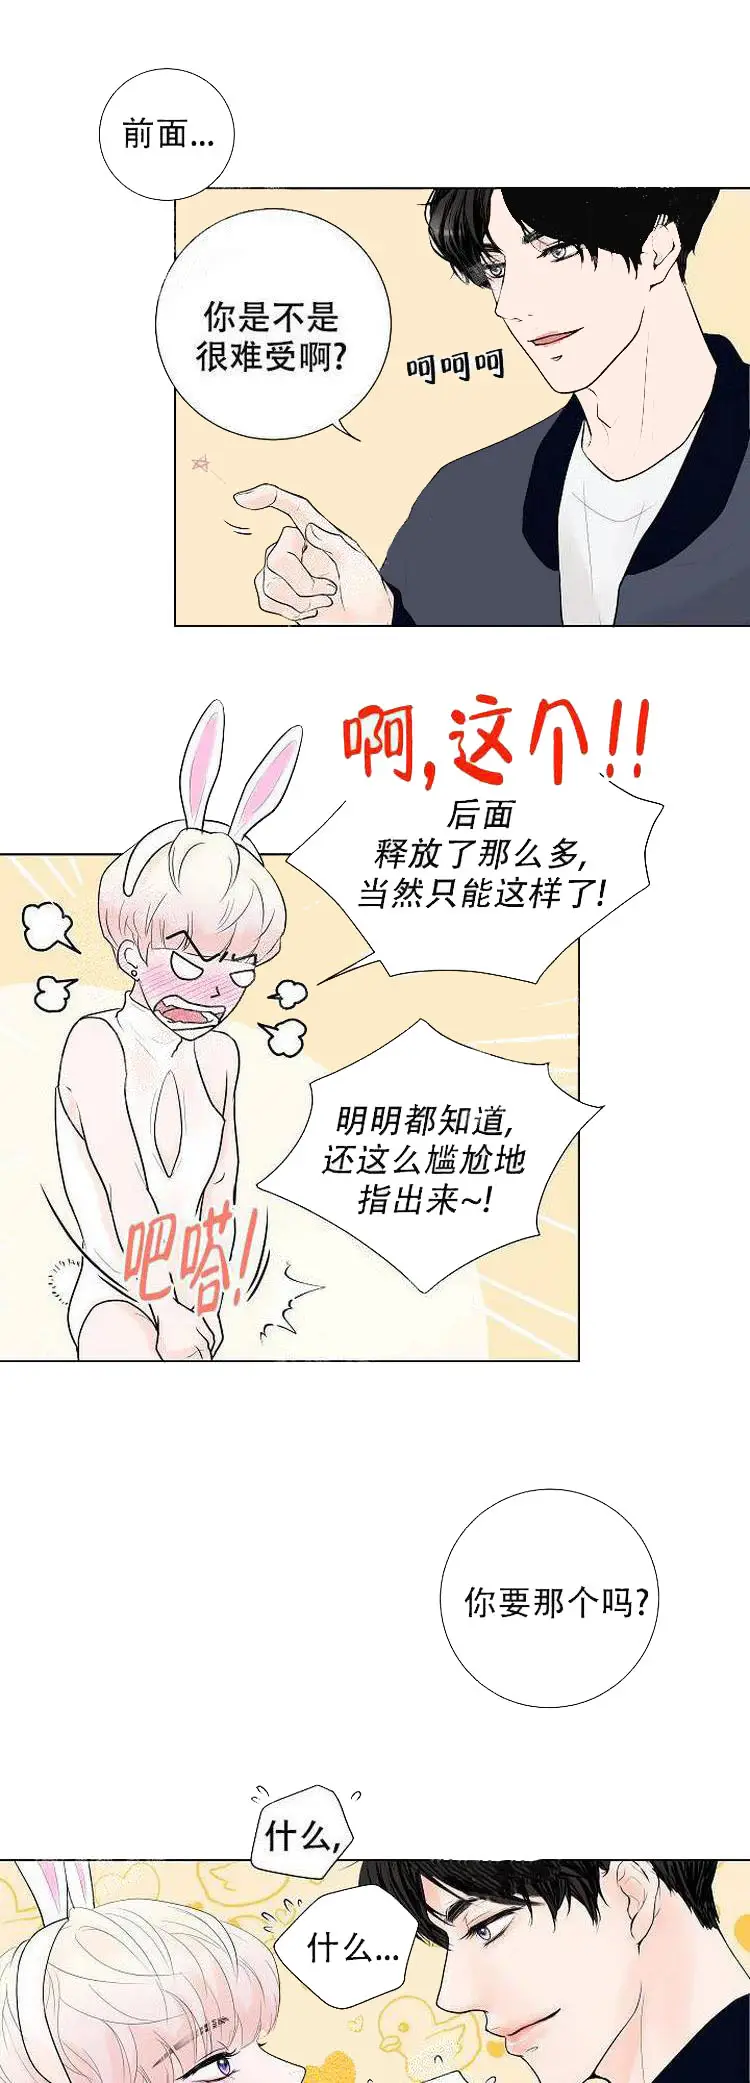 前面...
你是不是
很难受啊?
呵呵呵
啊,这个!!
后面
释放了那么多,
当然只能这样了!
明明都知道,
还这么尴尬地
指出来~!
吧嗒!
你要那个吗?
什么,
什么...